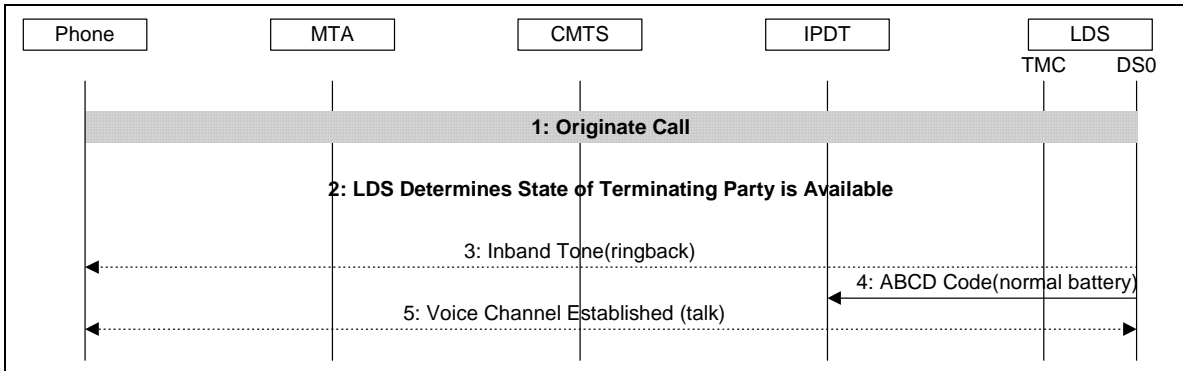 Phone MTA CMTS IPDT LDS
TMC DS0
1: Originate Call
2: LDS Determines State of Terminating Party is Available
3: Inband Tone(ringback)
4: ABCD Code(normal battery)
5: Voice Channel Established (talk)